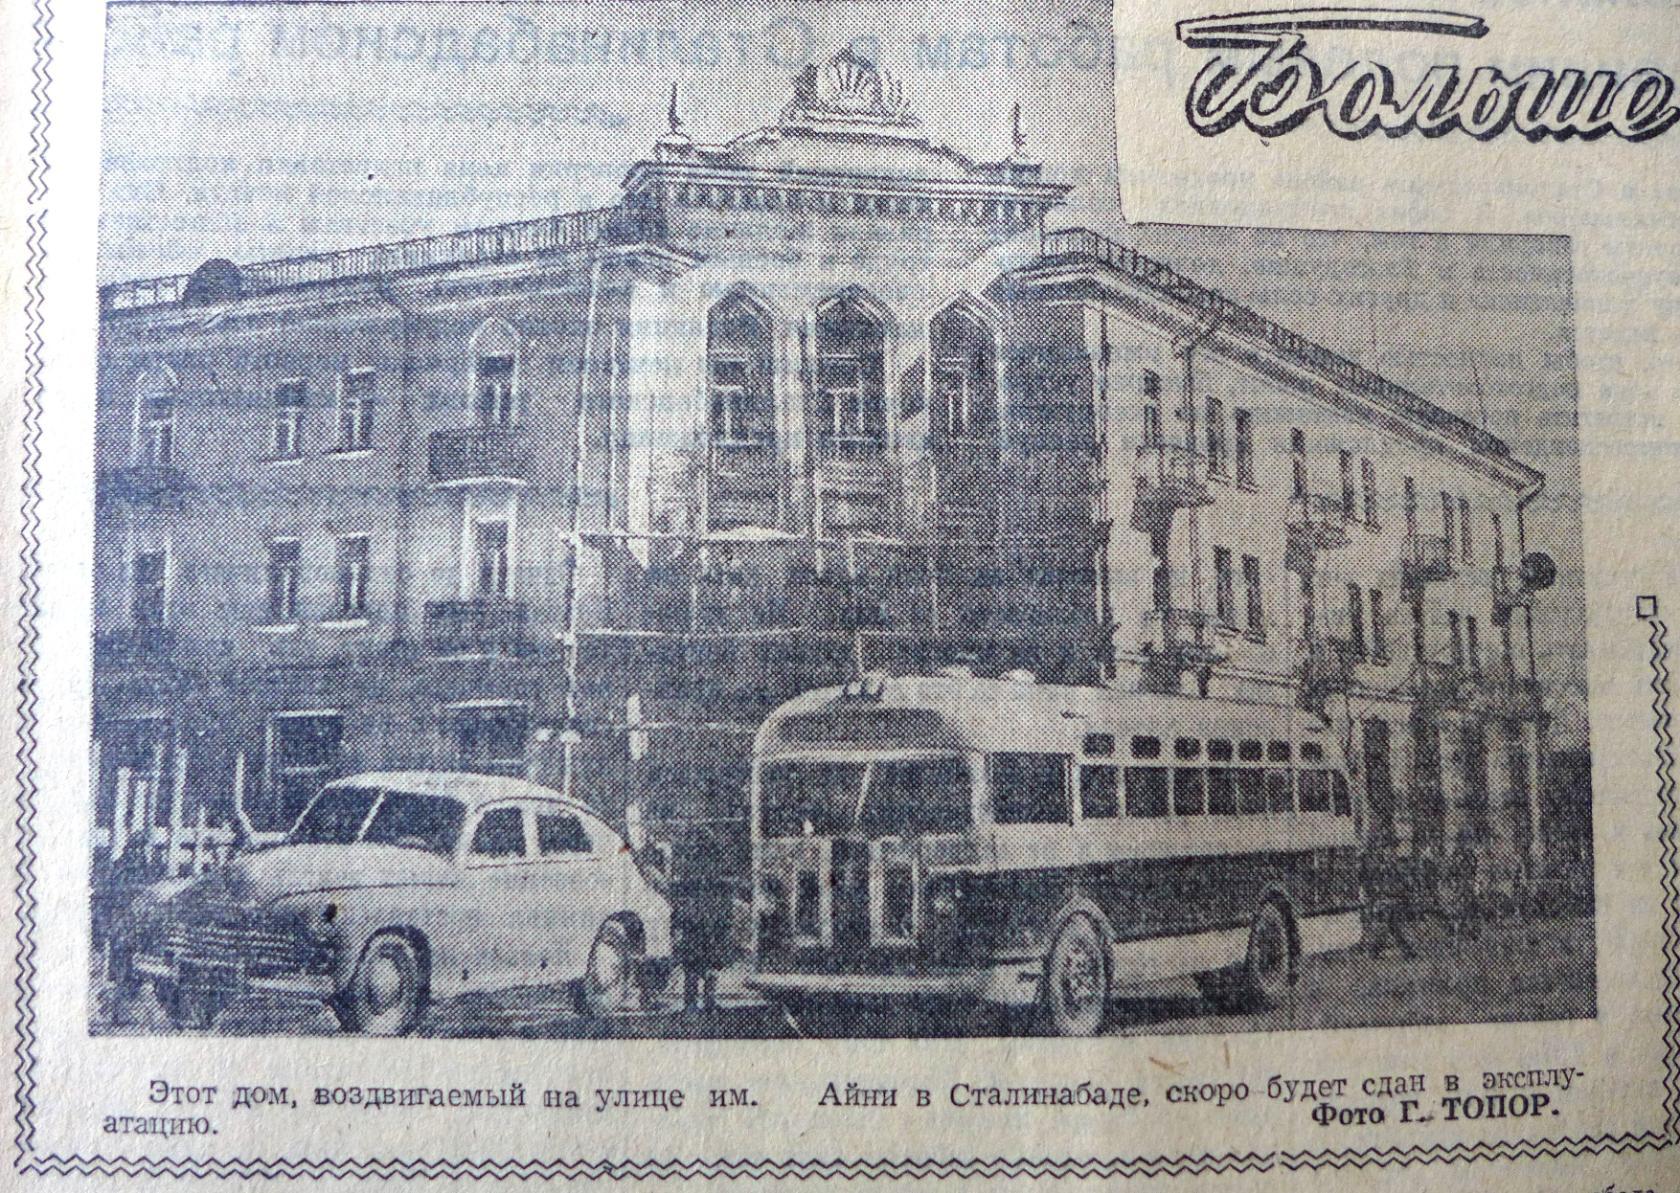 Больше
Этот дом, воздвигаемый на улице им. Айни в Сталинабаде, скоро будет сдан в эксплу-
атацию.
Фото Г. ТОПОР.